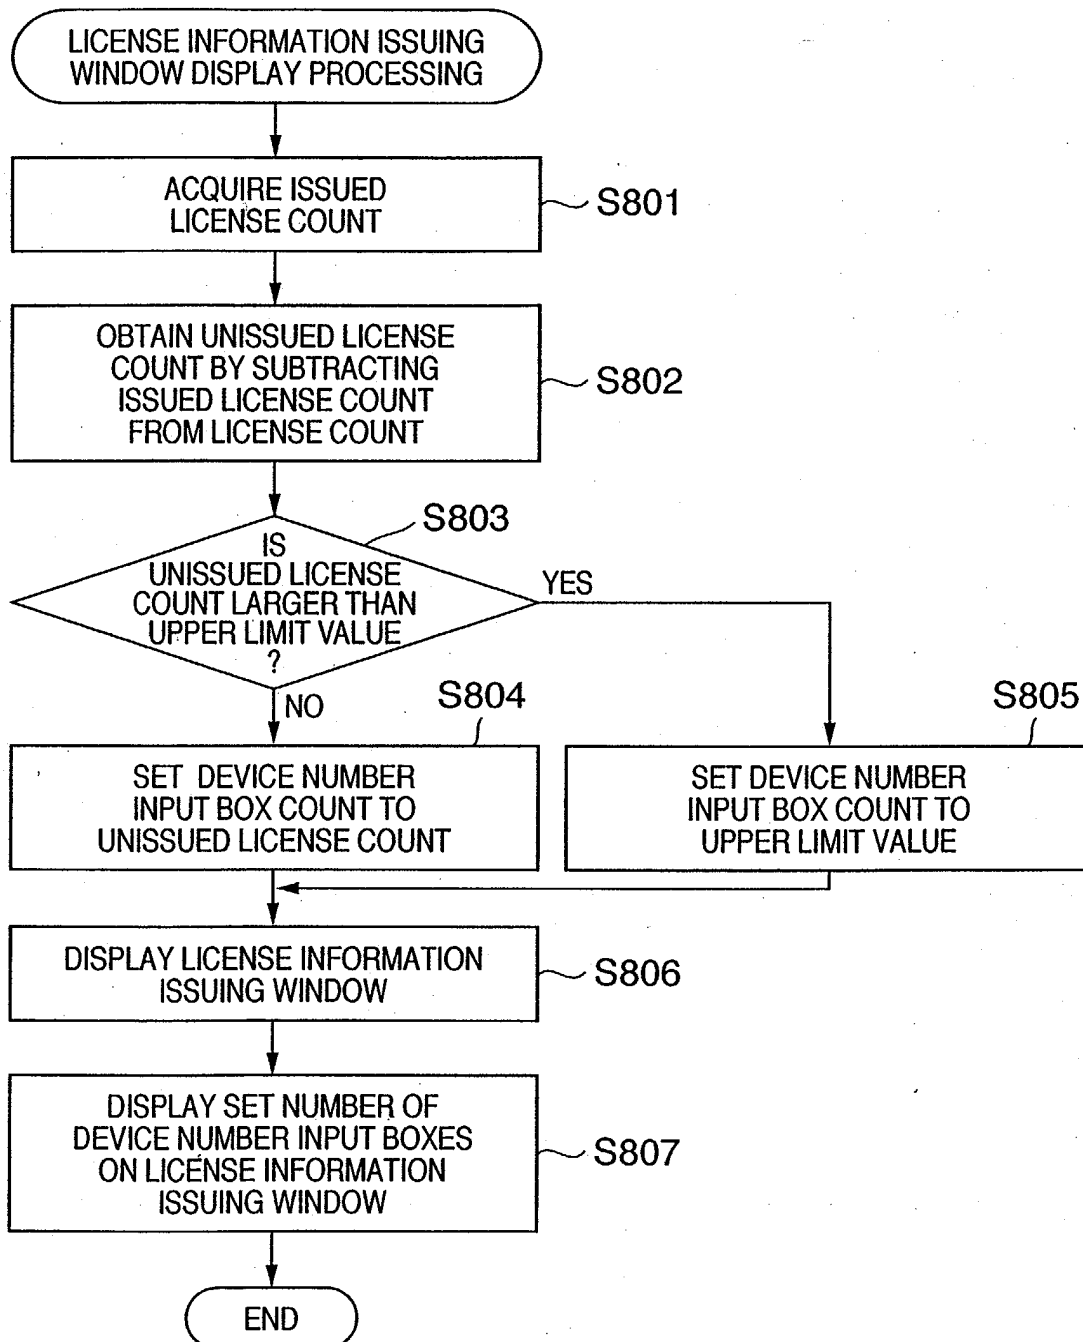 LICENSE INFORMATION ISSUING
WINDOW DISPLAY PROCESSING
ACQUIRE ISSUED
LICENSE COUNT
S801
OBTAIN UNISSUED LICENSE
COUNT BY SUBTRACTING
ISSUED LICENSE COUNT
FROM LICENSE COUNT
S802
S803
IS
UNISSUED LICENSE
COUNT LARGER THAN
UPPER LIMIT VALUE
?
YES
NO
S804
SET DEVICE NUMBER
INPUT BOX COUNT TO
UNISSUED LICENSE COUNT
S805
SET DEVICE NUMBER
INPUT BOX COUNT TO
UPPER LIMIT VALUE
DISPLAY LICENSE INFORMATION
ISSUING WINDOW
S806
DISPLAY SET NUMBER OF
DEVICE NUMBER INPUT BOXES
ON LICENSE INFORMATION
ISSUING WINDOW
S807
END